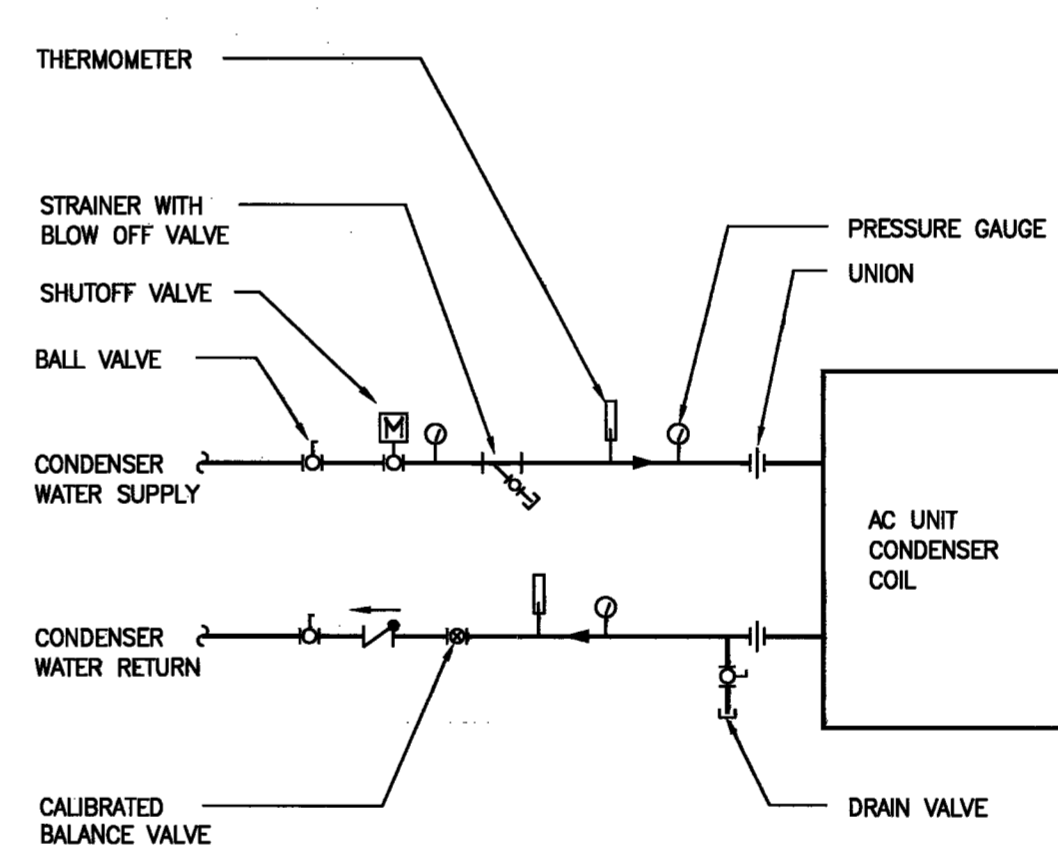 THERMOMETER
STRAINER WITH
BLOW OFF VALVE
SHUTOFF VALVE
BALL VALVE
PRESSURE GAUGE
UNION
M
CONDENSER
WATER SUPPLY
AC UNIT
CONDENSER
COIL
CONDENSER
WATER RETURN
CALIBRATED
BALANCE VALVE
DRAIN VALVE